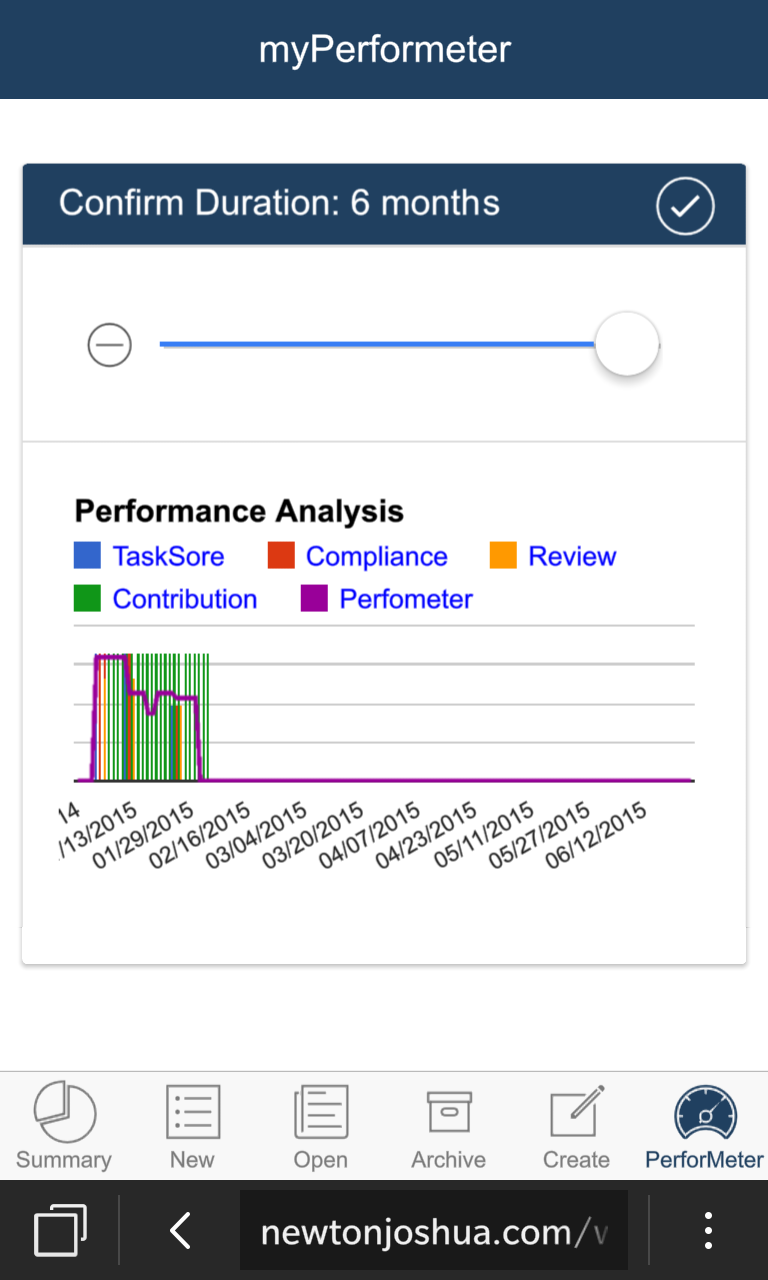 myPerformeter
Confirm Duration: 6 months
Performance Analysis
TaskSore Compliance Review
Contribution Perfometer
14
/13/2015
01/29/2015
02/16/2015
03/04/2015
03/20/2015
04/07/2015
04/23/2015
05/11/2015
05/27/2015
06/12/2015
Summary New Open Archive Create PerforMeter
newtonjoshua.com/